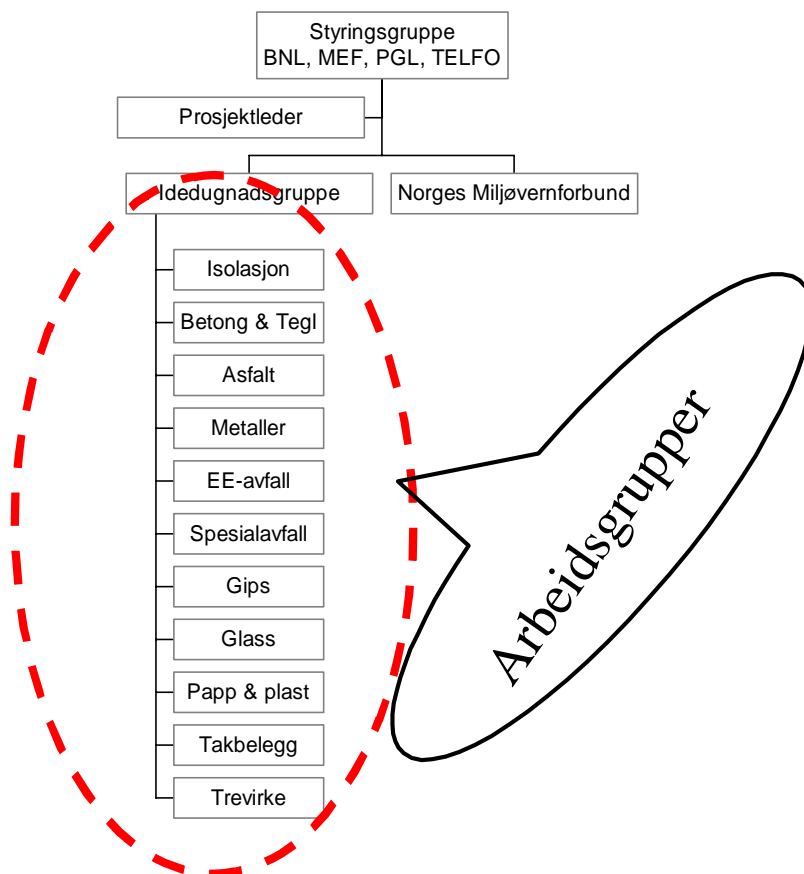 Styringsgruppe
BNL, MEF, PGL, TELFO
Prosjektleder
Idedugnadsgruppe
Norges Miljøvernforbund
Isolasjon
Betong & Tegl
Asfalt
Metaller
EE-avfall
Spesialavfall
Gips
Glass
Papp & plast
Takbelegg
Trevirke
Arbeidsgrupper